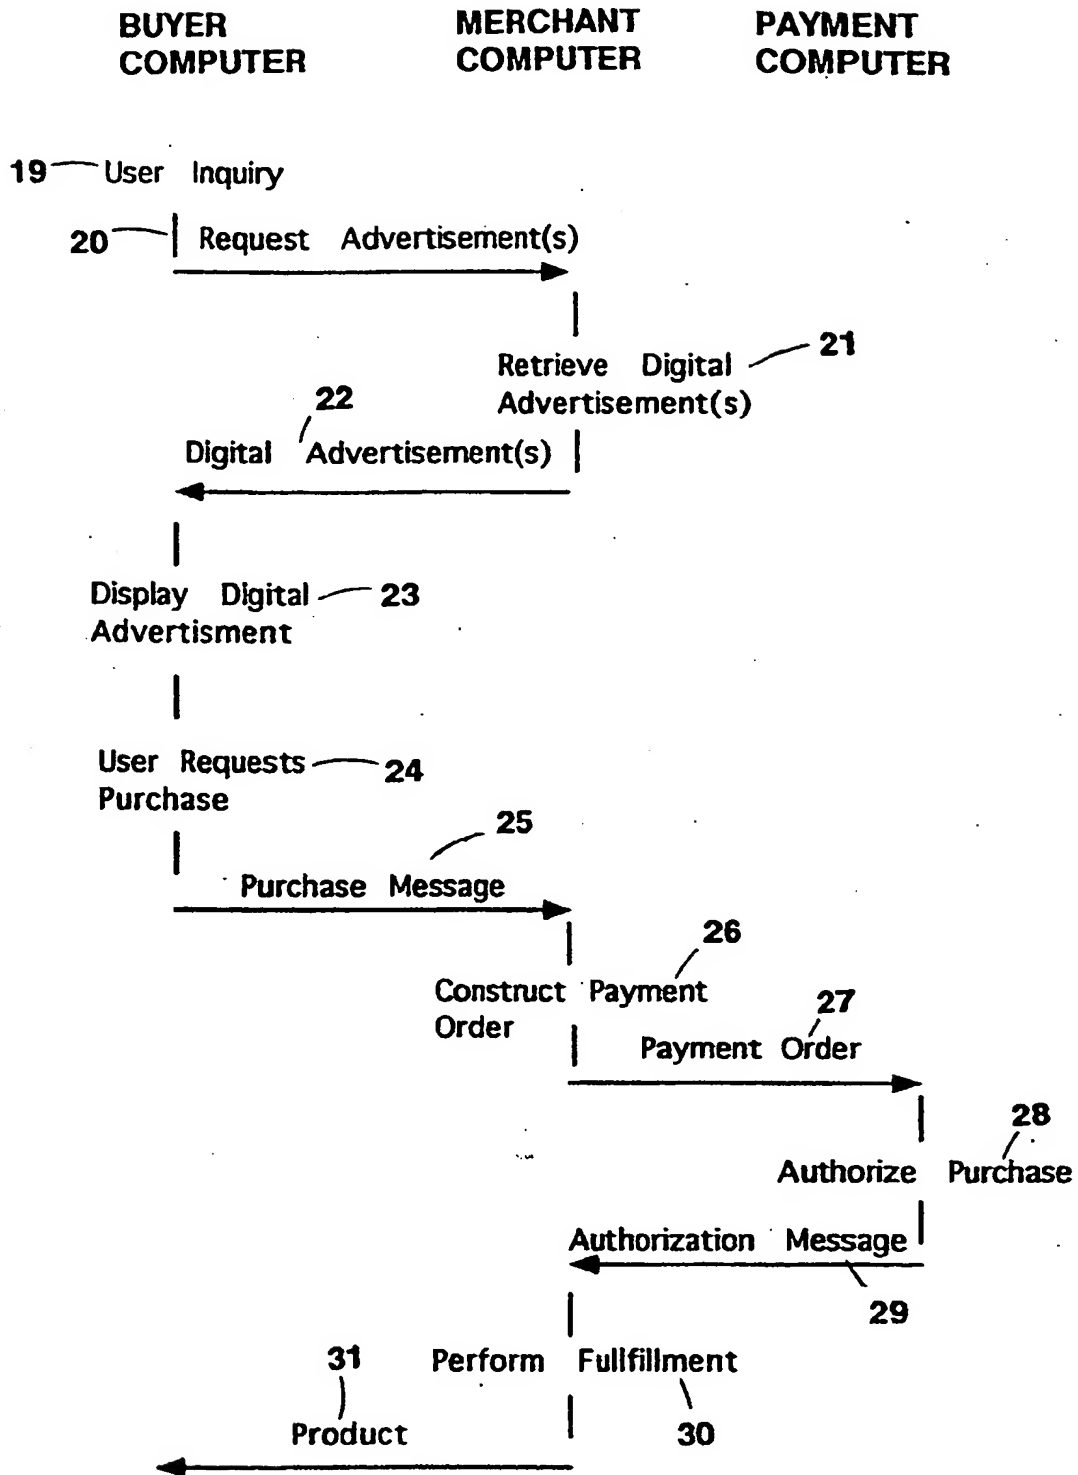 BUYER COMPUTER
MERCHANT COMPUTER
PAYMENT COMPUTER
19 User Inquiry
20 Request Advertisement(s)
21
Retrieve Digital
Advertisement(s)
22
Digital Advertisement(s)
Display Digital 23
Advertisment
User Requests 24
Purchase
25
Purchase Message
26
Construct Payment
Order
27
Payment Order
28
Authorize Purchase
Authorization Message
29
31
Perform Fullfillment
30
Product